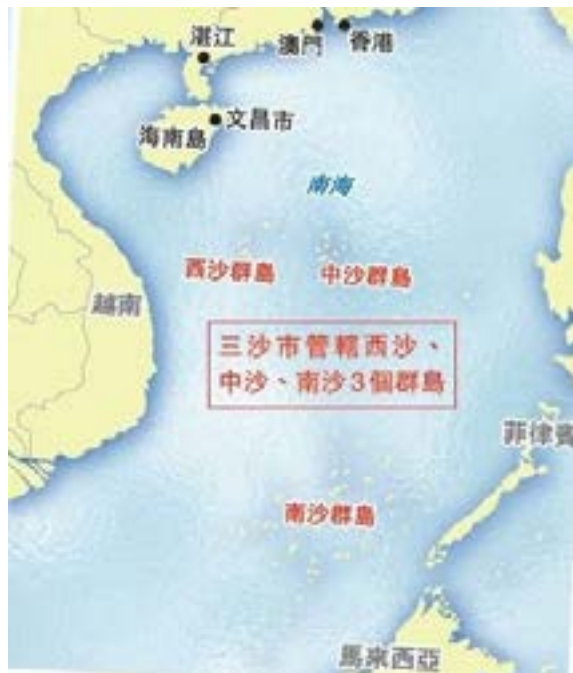 湛江
澳門
香港
文昌市
海南島
南海
西沙群島
中沙群島
越南
三沙市管轄西沙、
中沙、南沙3個群島
菲律賓
南沙群島
馬來西亞